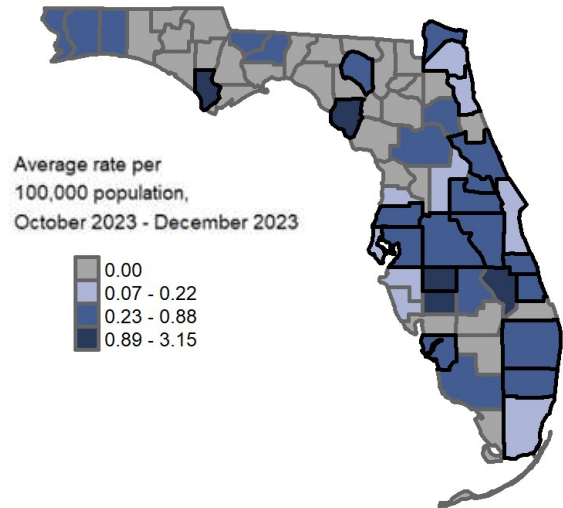 Average rate per
100,000 population,
October 2023 - December 2023
0.00
0.07 - 0.22
0.23 - 0.88
0.89 - 3.15